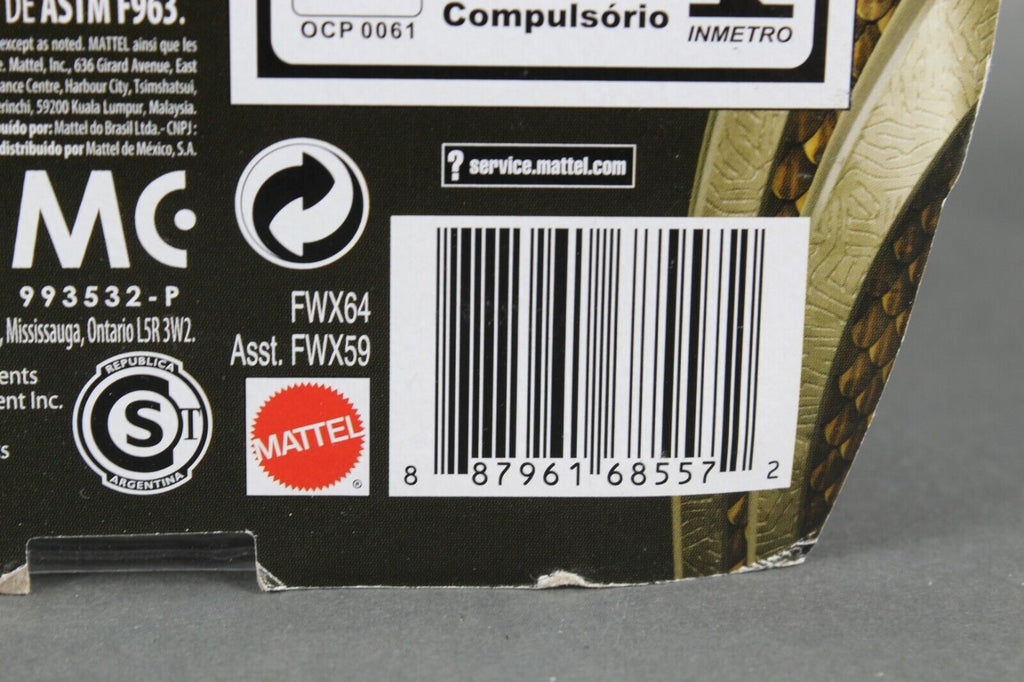 DE ASTM F963.
except as noted. MATTEL ainsi que les
. Mattel, Inc., 636 Girard Avenue, East
ance Centre, Harbour City, Tsimshatsui,
erinchi, 59200 Kuala Lumpur, Malaysia.
buído por: Mattel do Brasil Ltda.- CNPJ :
distribuido por Mattel de México, S.A.
MC
993532-P
, Mississauga, Ontario L5R 3W2.
ents
ent Inc.
s
REPUBLICA
CST
ARGENTINA
OCP 0061
Compulsório
INMETRO
? service.mattel.com
FWX64
Asst. FWX59
MATTEL
®
8 87961 68557 2